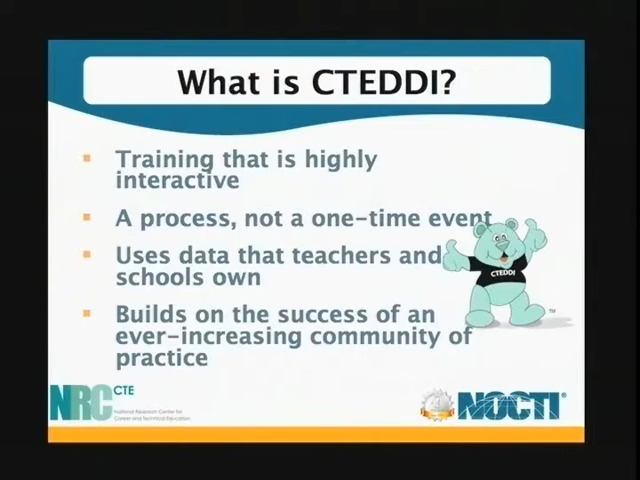 What is CTEDDI?
Training that is highly
interactive
A process, not a one-time event
Uses data that teachers and
schools own
Builds on the success of an
ever-increasing community of
practice
CTEDDI
TM
NRC CTE
National Research Center for
Career and Technical Education
NOCTI®